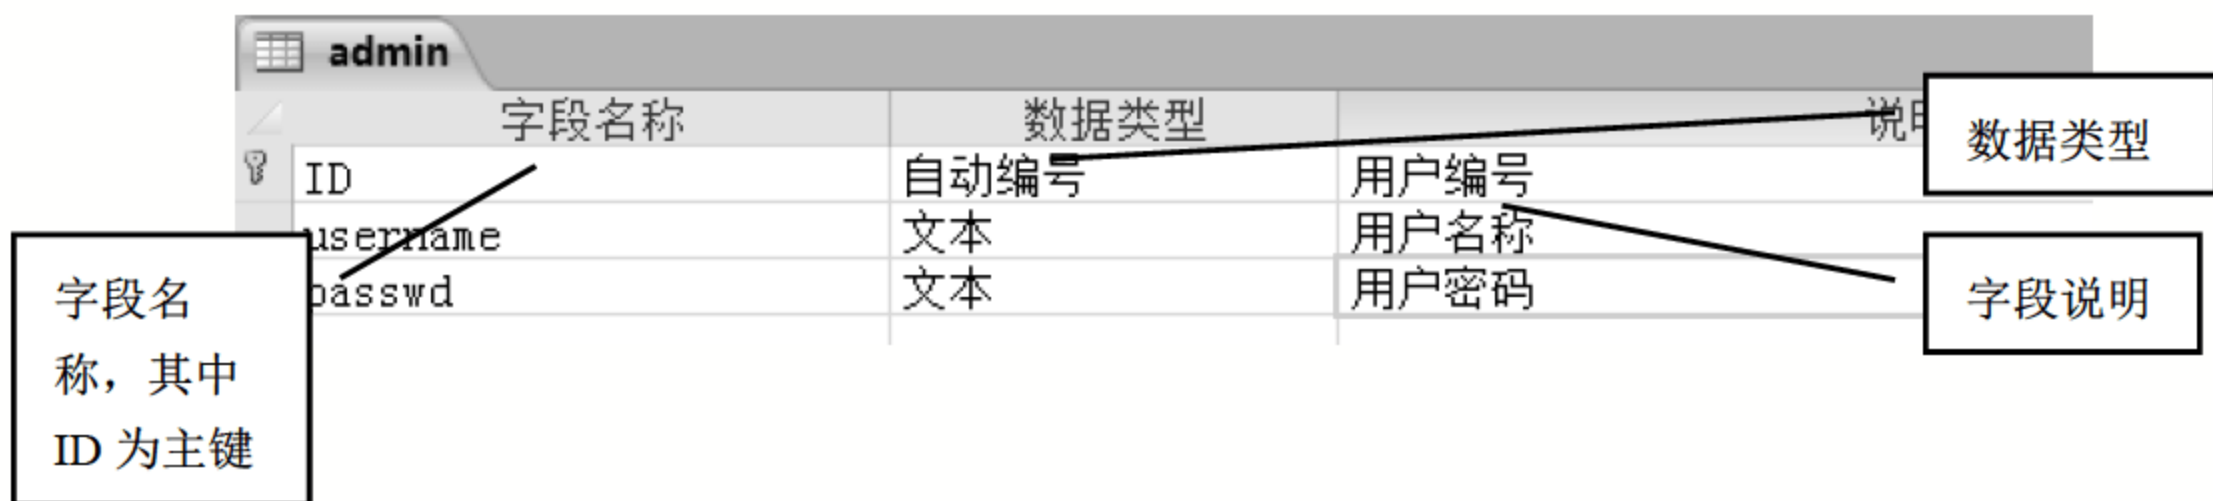 admin
字段名称 数据类型 说
ID 自动编号 用户编号
username 文本 用户名称
passwd 文本 用户密码
数据类型
字段说明
字段名
称，其中
ID 为主键